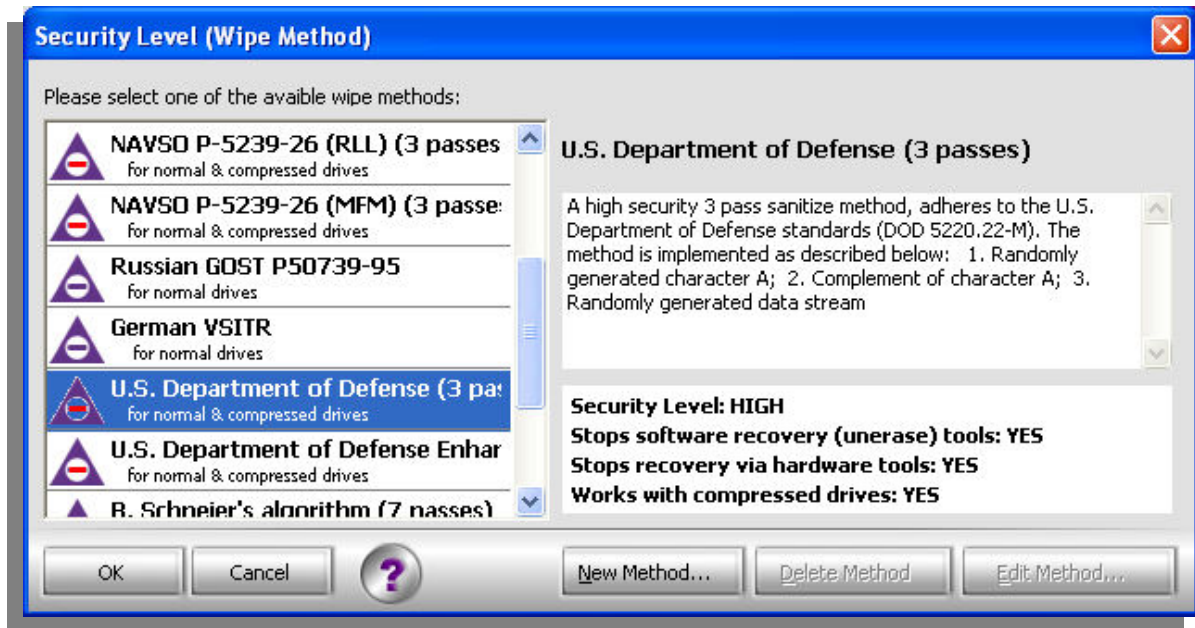 Security Level (Wipe Method)
Please select one of the avaible wipe methods:
NAVSO P-5239-26 (RLL) (3 passes
for normal & compressed drives
NAVSO P-5239-26 (MFM) (3 passe
for normal & compressed drives
Russian GOST P50739-95
for normal drives
German VSITR
for normal drives
U.S. Department of Defense (3 pa
for normal & compressed drives
U.S. Department of Defense Enhan
for normal & compressed drives
B. Schneier's algorithm (7 passes)
U.S. Department of Defense (3 passes)
A high security 3 pass sanitize method, adheres to the U.S.
Department of Defense standards (DOD 5220.22-M). The
method is implemented as described below: 1. Randomly
generated character A; 2. Complement of character A; 3.
Randomly generated data stream
Security Level: HIGH
Stops software recovery (unerase) tools: YES
Stops recovery via hardware tools: YES
Works with compressed drives: YES
OK
Cancel
?
New Method...
Delete Method
Edit Method...